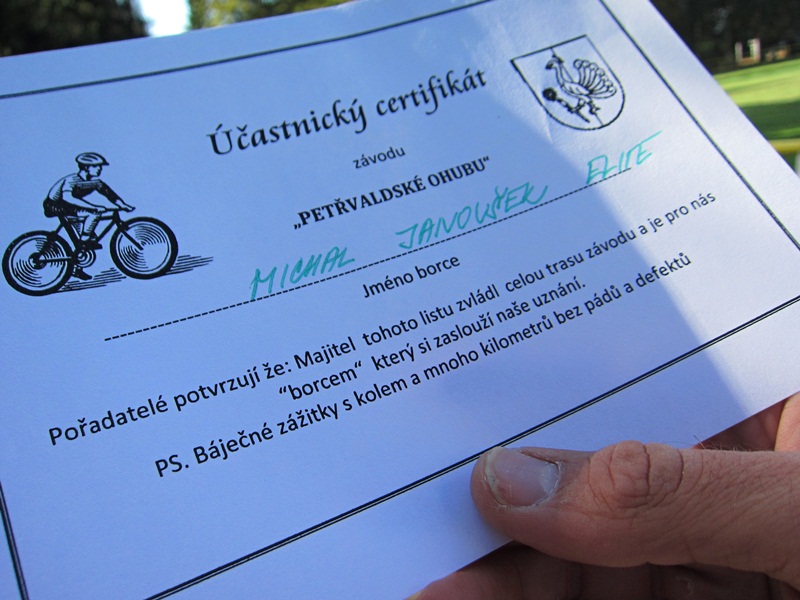 Účastnický certifikát
závodu
„PETŘVALDSKÉ OHUBU“
MICHAL JANOUŠEK ELITE
Jméno borce
Pořadatelé potvrzují že: Majitel tohoto listu zvládl celou trasu závodu a je pro nás
“borcem“ který si zaslouží naše uznání.
PS. Báječné zážitky s kolem a mnoho kilometrů bez pádů a defektů